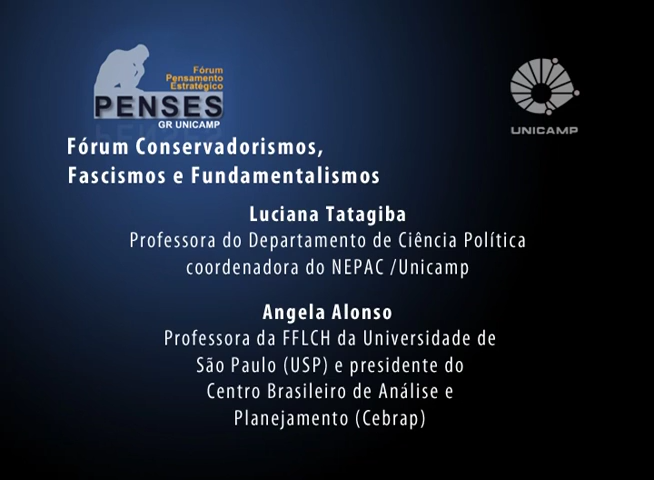 Fórum
Pensamento
Estratégico
PENSES
GR UNICAMP
UNICAMP
Fórum Conservadorismos,
Fascismos e Fundamentalismos
Luciana Tatagiba
Professora do Departamento de Ciência Política
coordenadora do NEPAC /Unicamp
Angela Alonso
Professora da FFLCH da Universidade de
São Paulo (USP) e presidente do
Centro Brasileiro de Análise e
Planejamento (Cebrap)